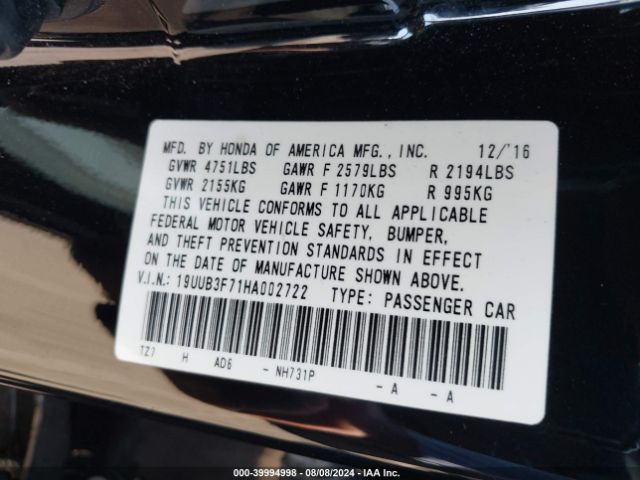 MFD. BY HONDA OF AMERICA MFG., INC. 12/'16
GVWR 4751LBS GAWR F 2579LBS R 2194LBS
GVWR 2155KG GAWR F 1170KG R 995KG
THIS VEHICLE CONFORMS TO ALL APPLICABLE
FEDERAL MOTOR VEHICLE SAFETY, BUMPER,
AND THEFT PREVENTION STANDARDS IN EFFECT
ON THE DATE OF MANUFACTURE SHOWN ABOVE.
V.I.N: 19UUB3F71HA002722 TYPE: PASSENGER CAR
TZ7 H AD6 - NH731P - A - A
000-39994998 - 08/08/2024 - IAA Inc.